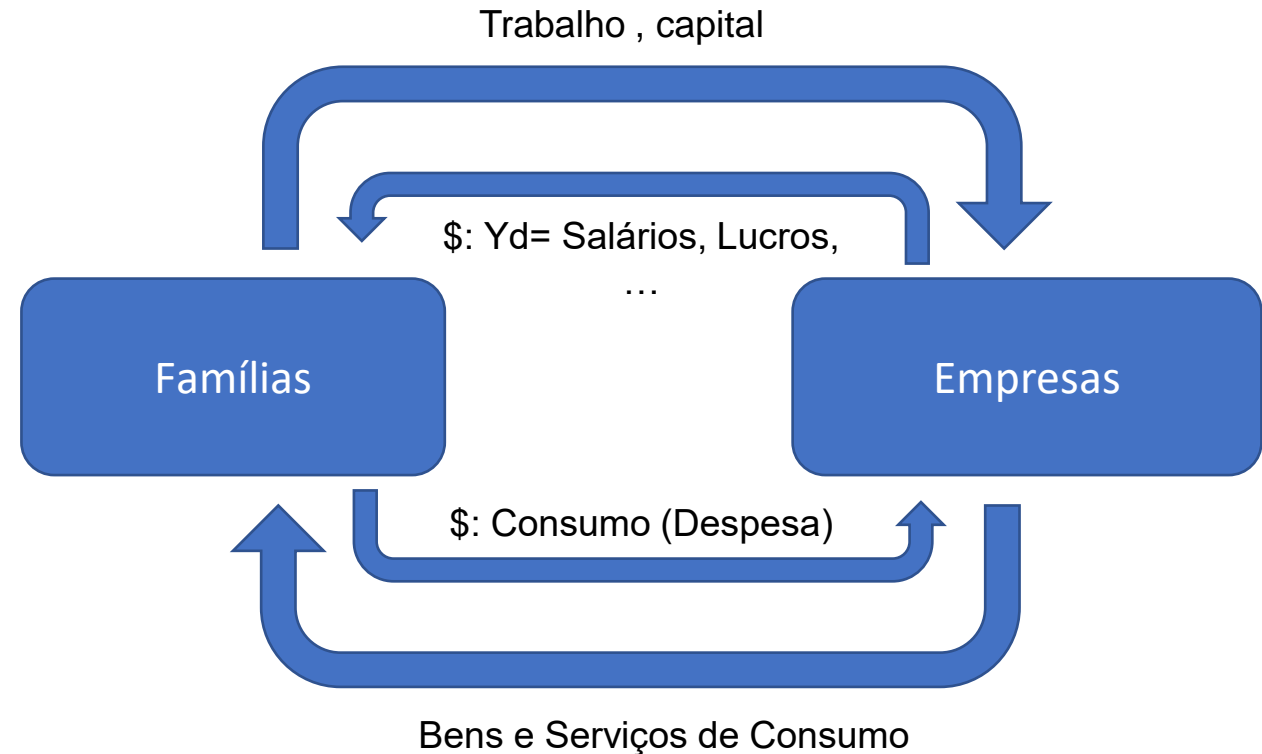 Trabalho , capital
$: Yd= Salários, Lucros,
…
Famílias
Empresas
$: Consumo (Despesa)
Bens e Serviços de Consumo